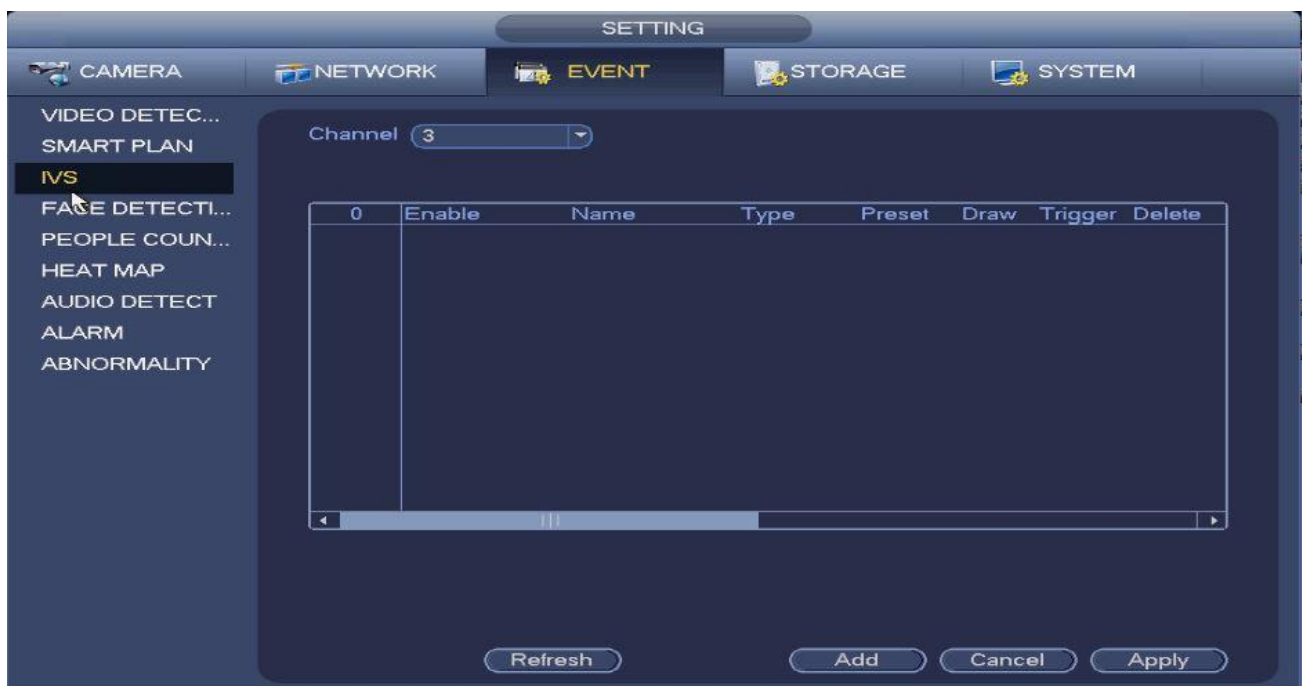 SETTING
CAMERA NETWORK EVENT STORAGE SYSTEM
VIDEO DETEC...
SMART PLAN
IVS
FACE DETECTI...
PEOPLE COUN...
HEAT MAP
AUDIO DETECT
ALARM
ABNORMALITY
Channel 3
0 Enable Name Type Preset Draw Trigger Delete
Refresh Add Cancel Apply